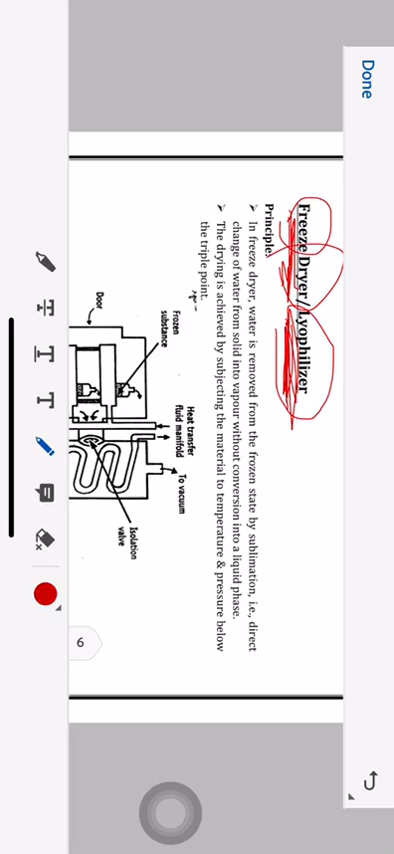 Done
Freeze Dryer/Lyophilizer
Principle:
➤ In freeze dryer, water is removed from the frozen state by sublimation, i.e., direct
change of water from solid into vapour without conversion into a liquid phase.
➤ The drying is achieved by subjecting the material to temperature & pressure below
the triple point.
Frozen
substance
Heat transfer
fluid manifold
To vacuum
Door
Isolation
valve
6
T
T
T